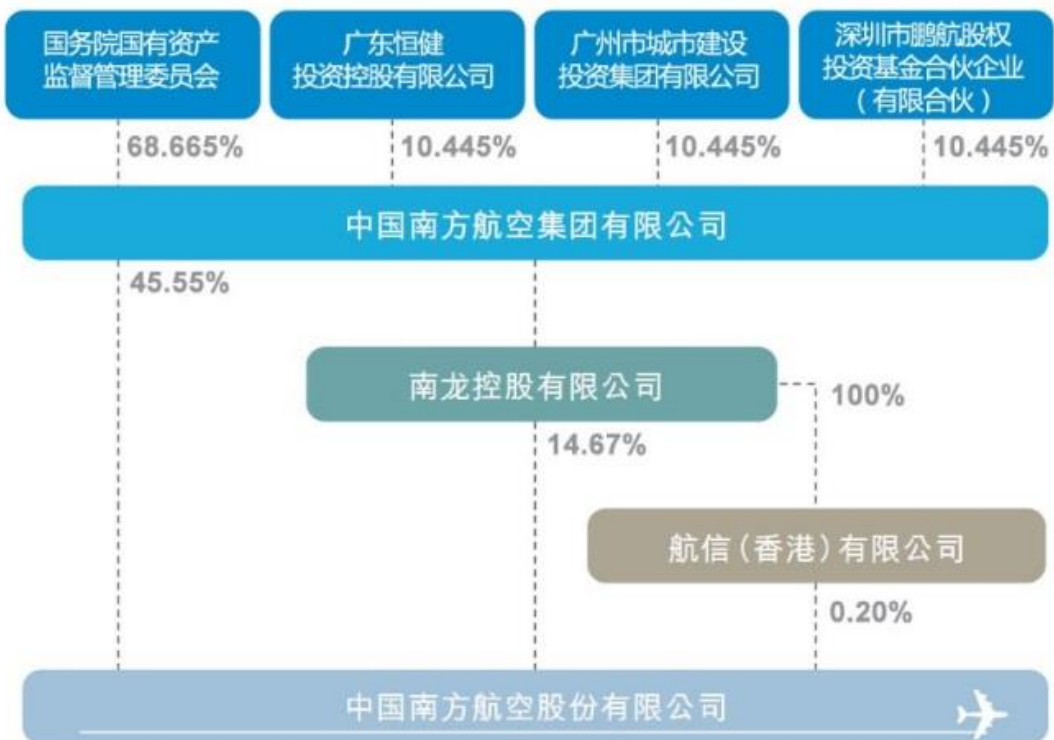 国务院国有资产
监督管理委员会
广东恒健
投资控股有限公司
广州市城市建设
投资集团有限公司
深圳市鹏航股权
投资基金合伙企业
（有限合伙）
68.665%
10.445%
10.445%
10.445%
中国南方航空集团有限公司
45.55%
南龙控股有限公司
100%
14.67%
航信（香港）有限公司
0.20%
中国南方航空股份有限公司